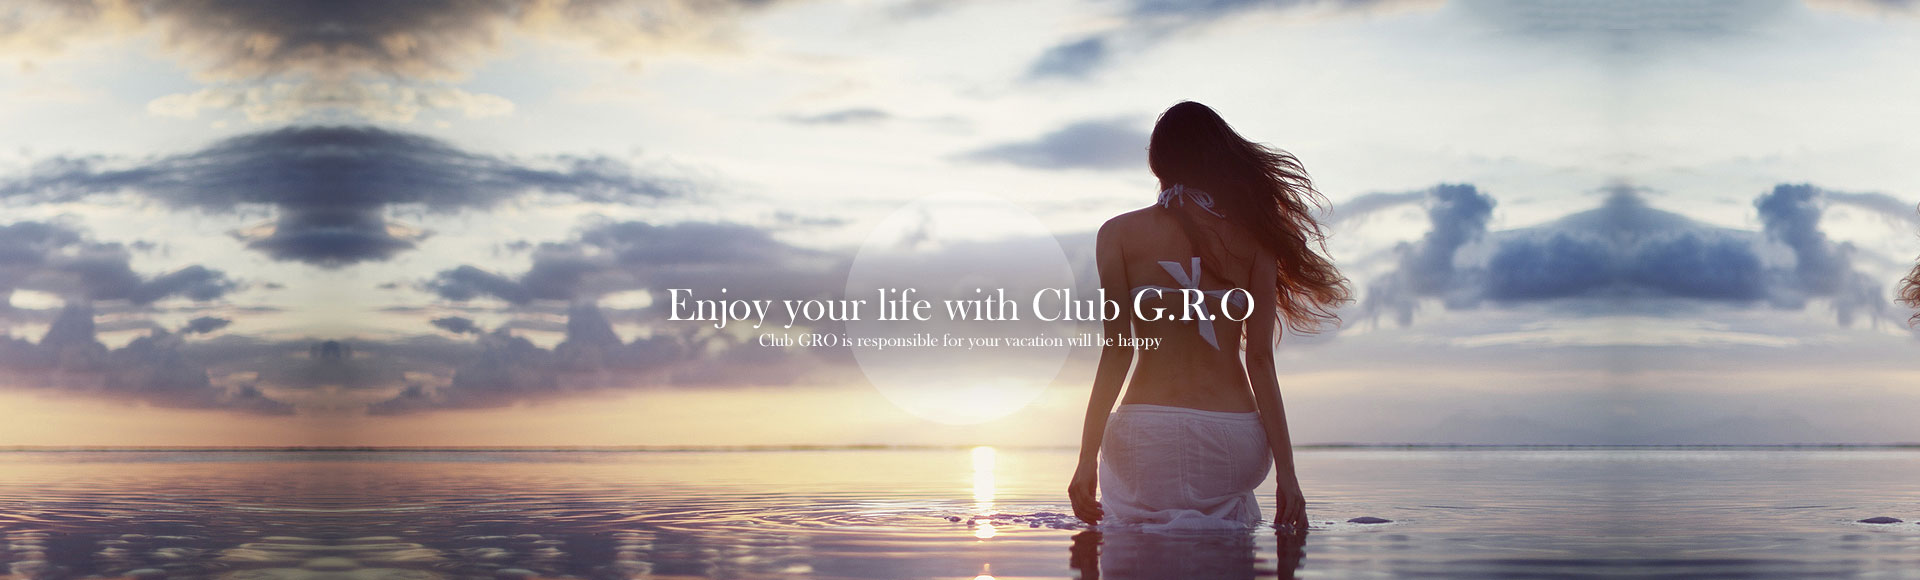 Enjoy your life with Club G.R.O
Club GRO is responsible for your vacation will be happy